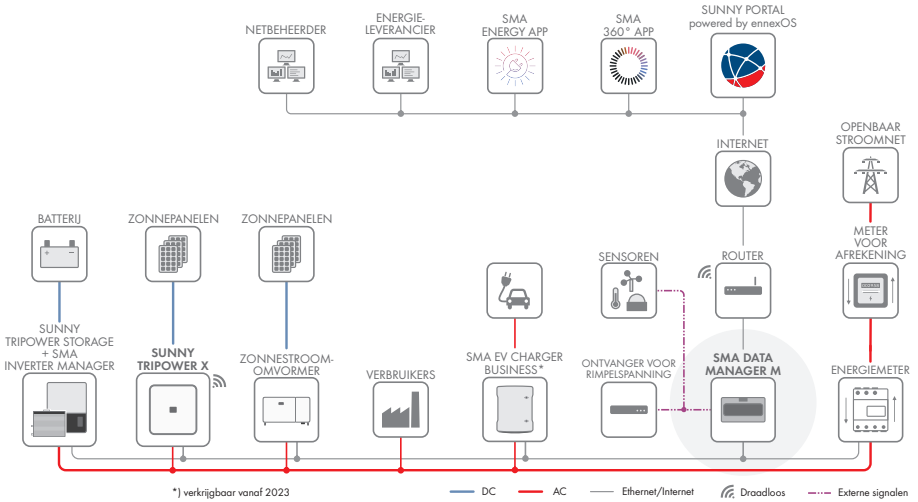 NETBEHEERDER
ENERGIE-
LEVERANCIER
SMA
ENERGY APP
SMA
360° APP
SUNNY PORTAL
powered by ennexOS
INTERNET
OPENBAAR
STROOMNET
BATTERIJ
ZONNEPANELEN
ZONNEPANELEN
SENSOREN
ROUTER
METER
VOOR
AFREKENING
SUNNY
TRIPOWER STORAGE
+ SMA
INVERTER MANAGER
SUNNY
TRIPOWER X
ZONNESTROOM-
OMVORMER
VERBRUIKERS
SMA EV CHARGER
BUSINESS*
ONTVANGER VOOR
RIMPELSPANNING
SMA DATA
MANAGER M
ENERGIEMETER
*) verkrijgbaar vanaf 2023
DC
AC
Ethernet/Internet
Draadloos
Externe signalen